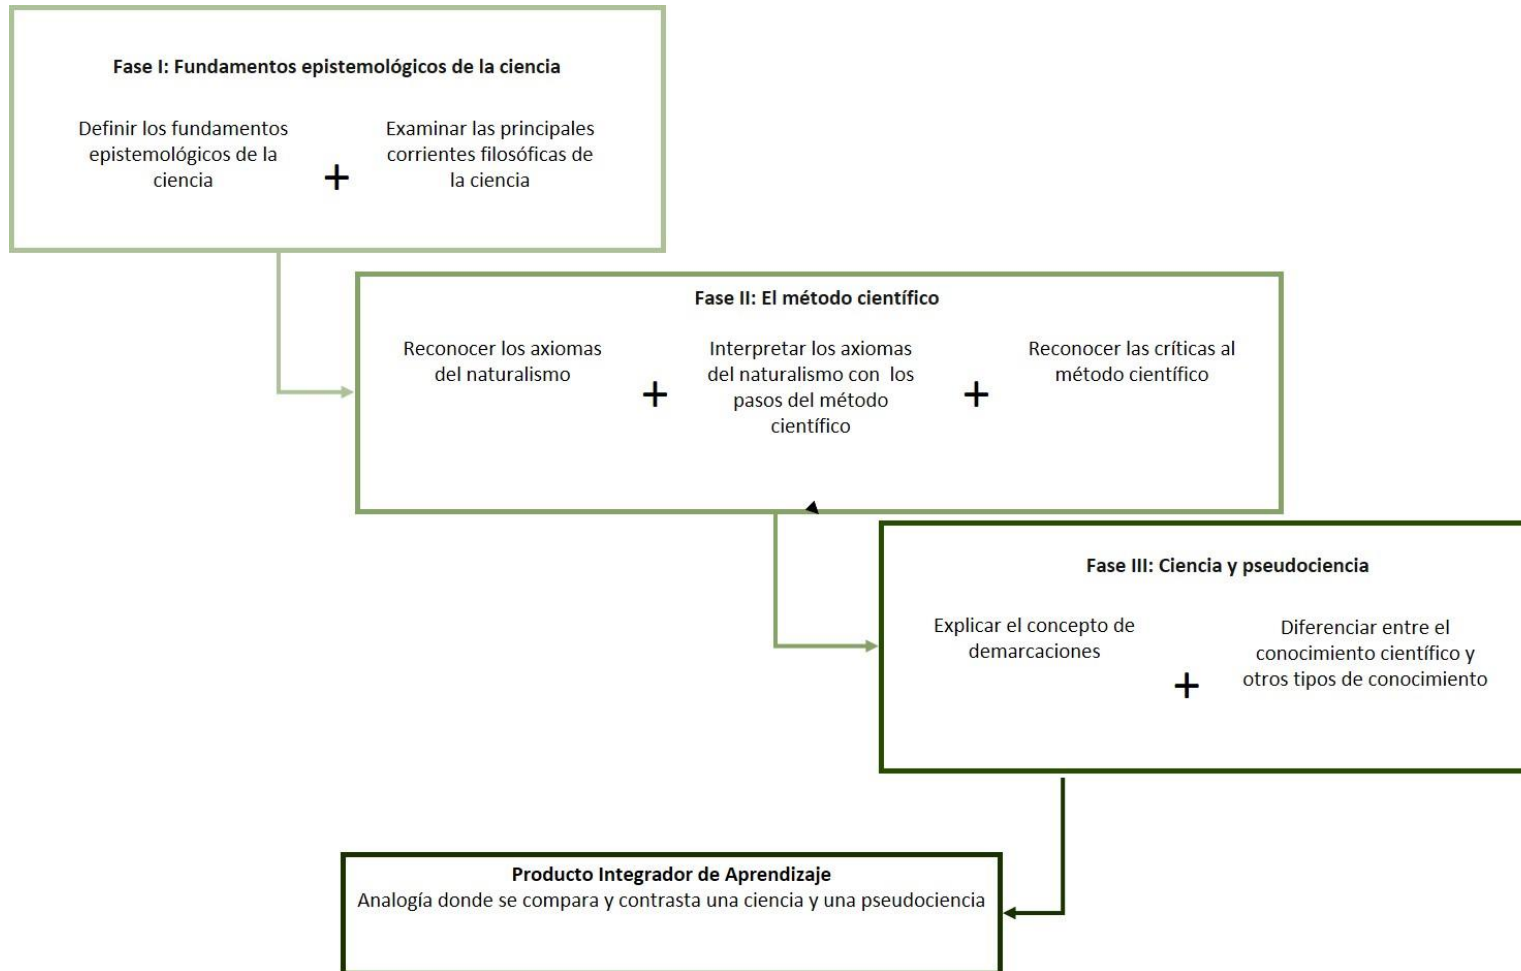 Fase I: Fundamentos epistemológicos de la ciencia
Definir los fundamentos
epistemológicos de la
ciencia
+
Examinar las principales
corrientes filosóficas de
la ciencia
Fase II: El método científico
Reconocer los axiomas
del naturalismo
+
Interpretar los axiomas
del naturalismo con los
pasos del método
científico
+
Reconocer las críticas al
método científico
Fase III: Ciencia y pseudociencia
Explicar el concepto de
demarcaciones
+
Diferenciar entre el
conocimiento científico y
otros tipos de conocimiento
Producto Integrador de Aprendizaje
Analogía donde se compara y contrasta una ciencia y una pseudociencia